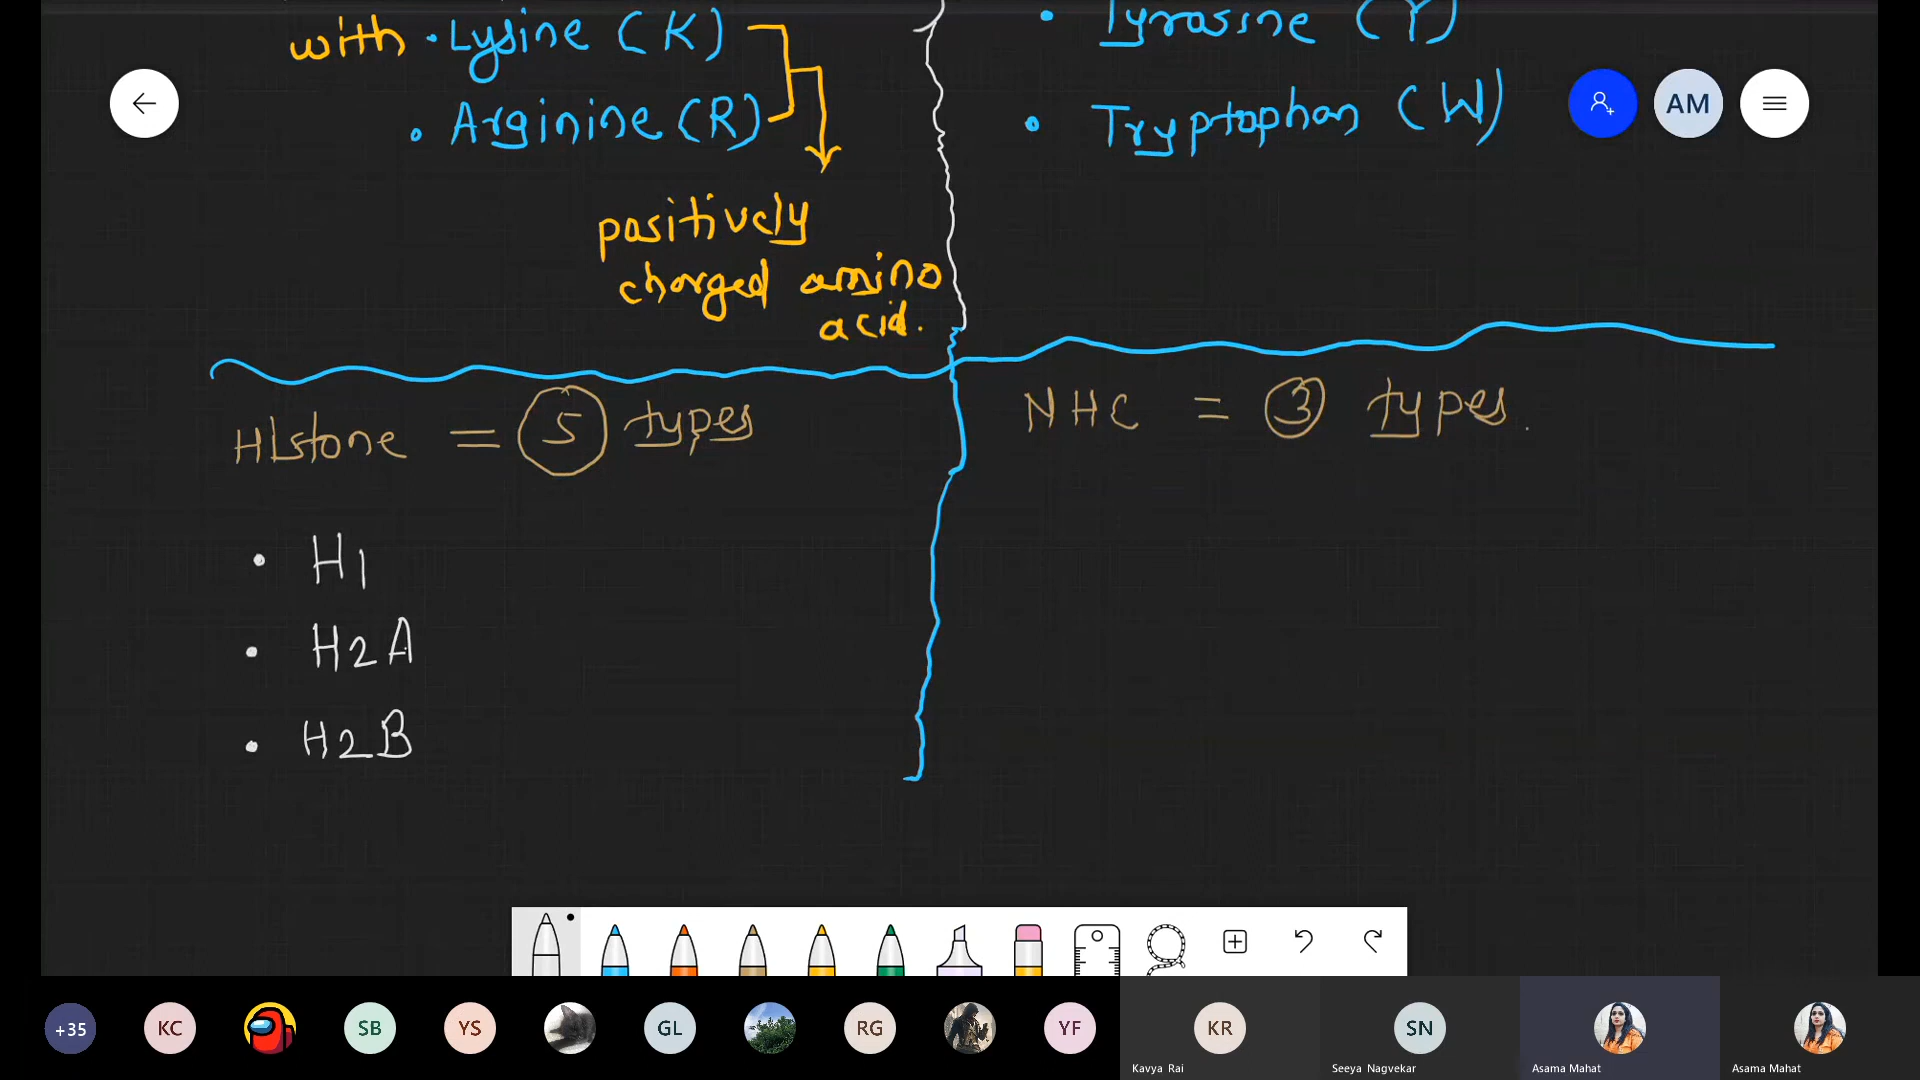 with • Lysine (K)
• Arginine (R)
positively
charged amino
acid.
• Tyrosine (Y)
• Tryptophan (W)
AM
Histone = 5 types
• H1
• H2A
• H2B
NHC = 3 types.
+35
KC
SB
YS
GL
RG
YF
KR
Kavya Rai
SN
Seeya Nagvekar
Asama Mahat
Asama Mahat